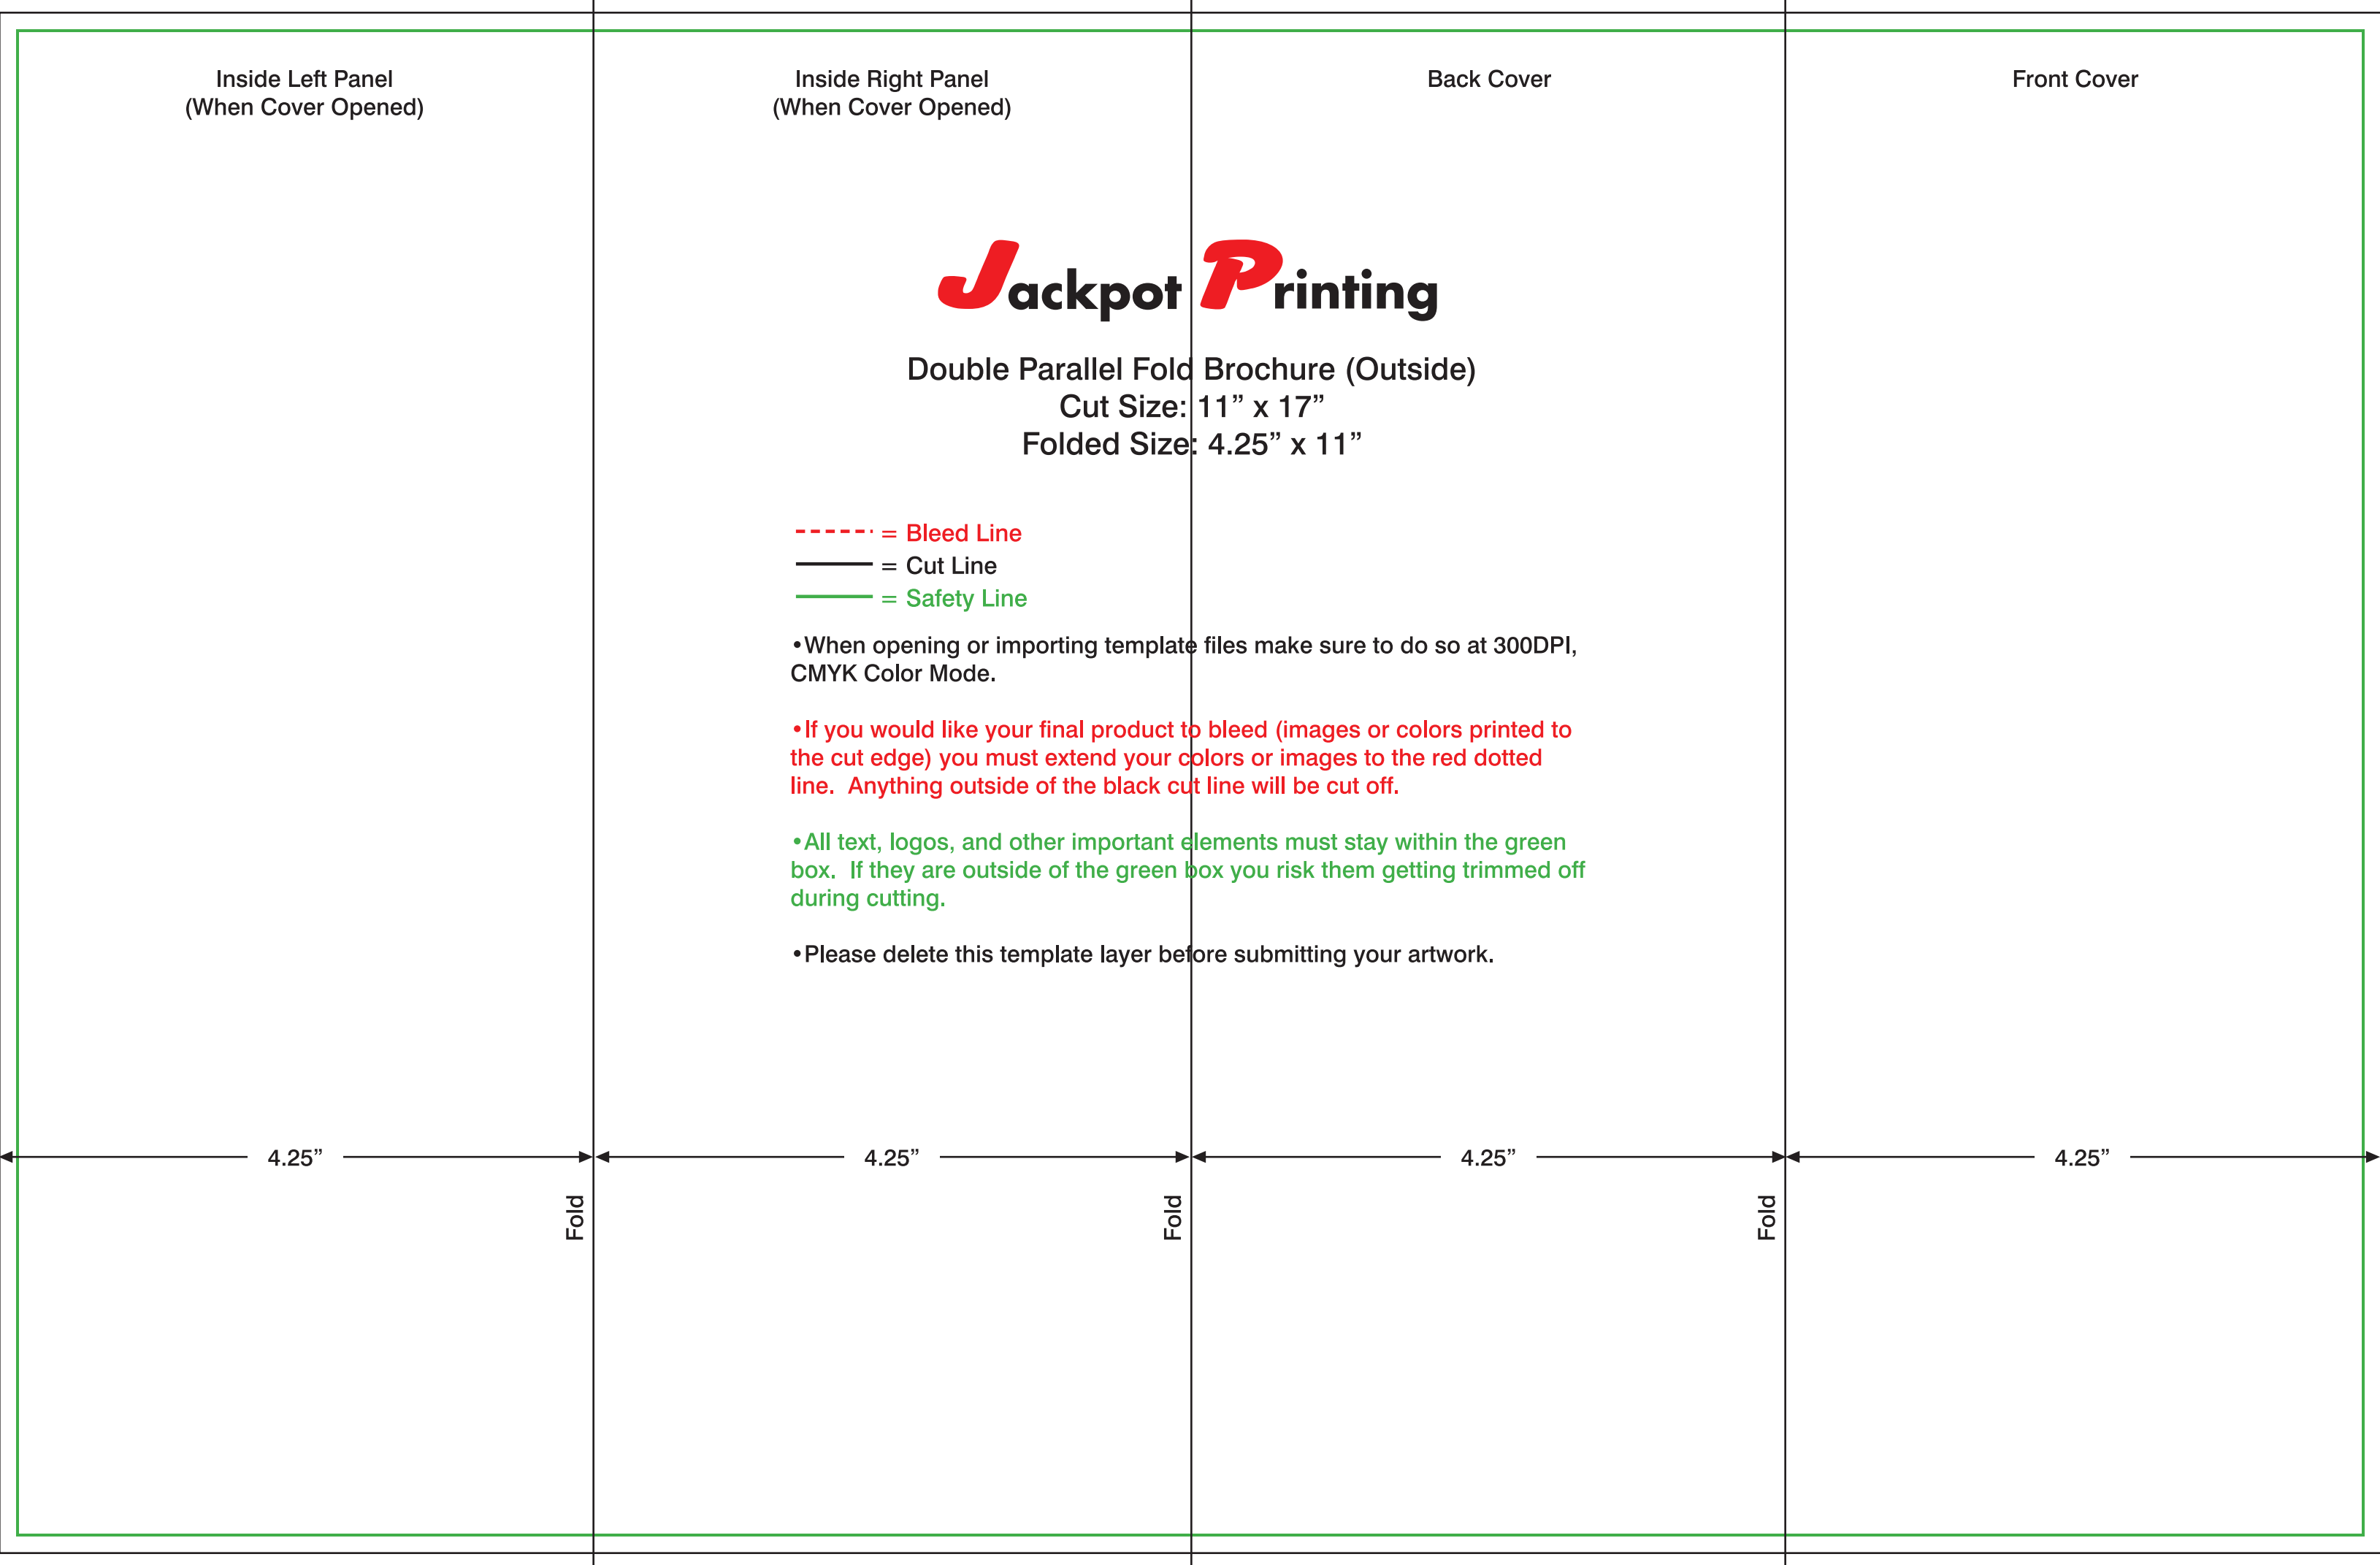 Inside Left Panel
(When Cover Opened)
Inside Right Panel
(When Cover Opened)
Back Cover
Front Cover
Jackpot Printing
Double Parallel Fold Brochure (Outside)
Cut Size: 11” x 17”
Folded Size: 4.25” x 11”
= Bleed Line
= Cut Line
= Safety Line
•When opening or importing template files make sure to do so at 300DPI,
CMYK Color Mode.
•If you would like your final product to bleed (images or colors printed to
the cut edge) you must extend your colors or images to the red dotted
line.  Anything outside of the black cut line will be cut off.
•All text, logos, and other important elements must stay within the green
box.  If they are outside of the green box you risk them getting trimmed off
during cutting.
•Please delete this template layer before submitting your artwork.
4.25”
4.25”
4.25”
4.25”
Fold
Fold
Fold